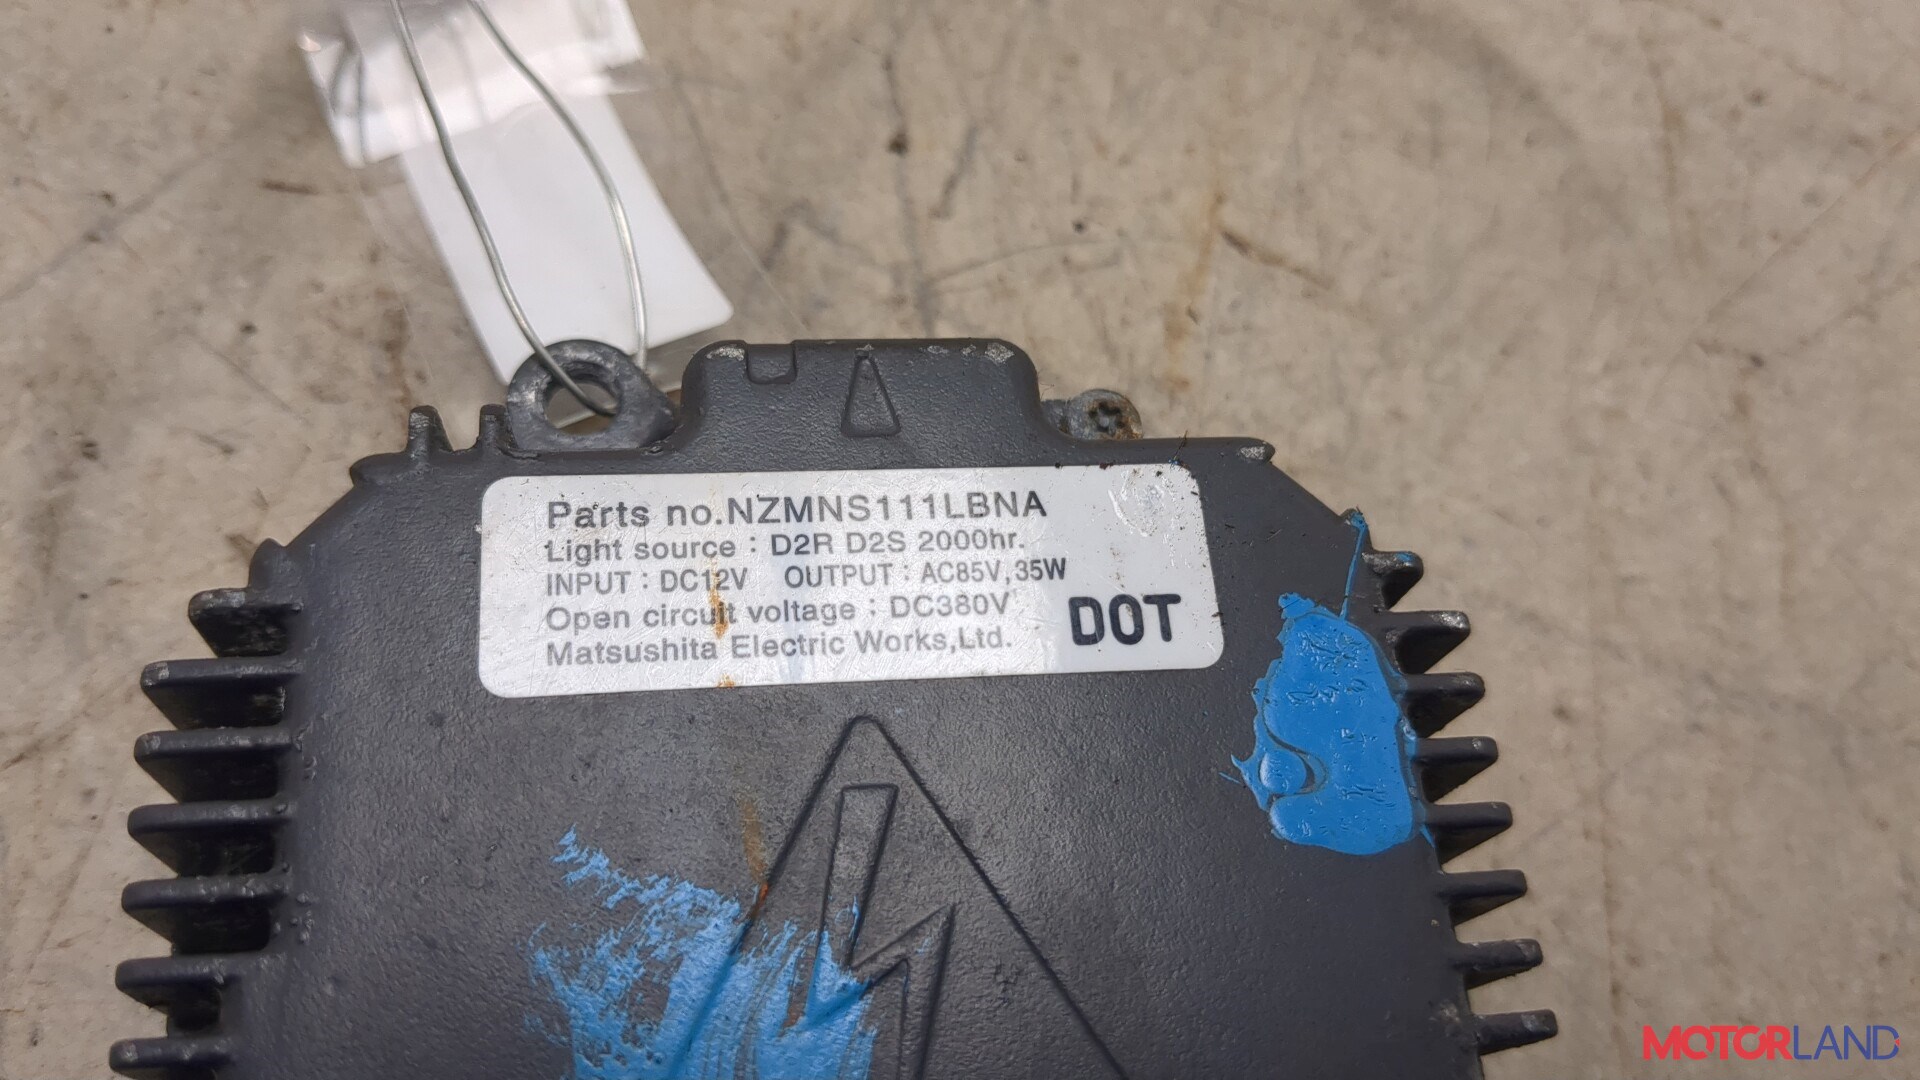 Parts no.NZMNS111LBNA
Light source : D2R D2S 2000hr.
INPUT : DC12V OUTPUT : AC85V,35W
Open circuit voltage : DC380V
Matsushita Electric Works,Ltd.
DOT
MOTORLAND